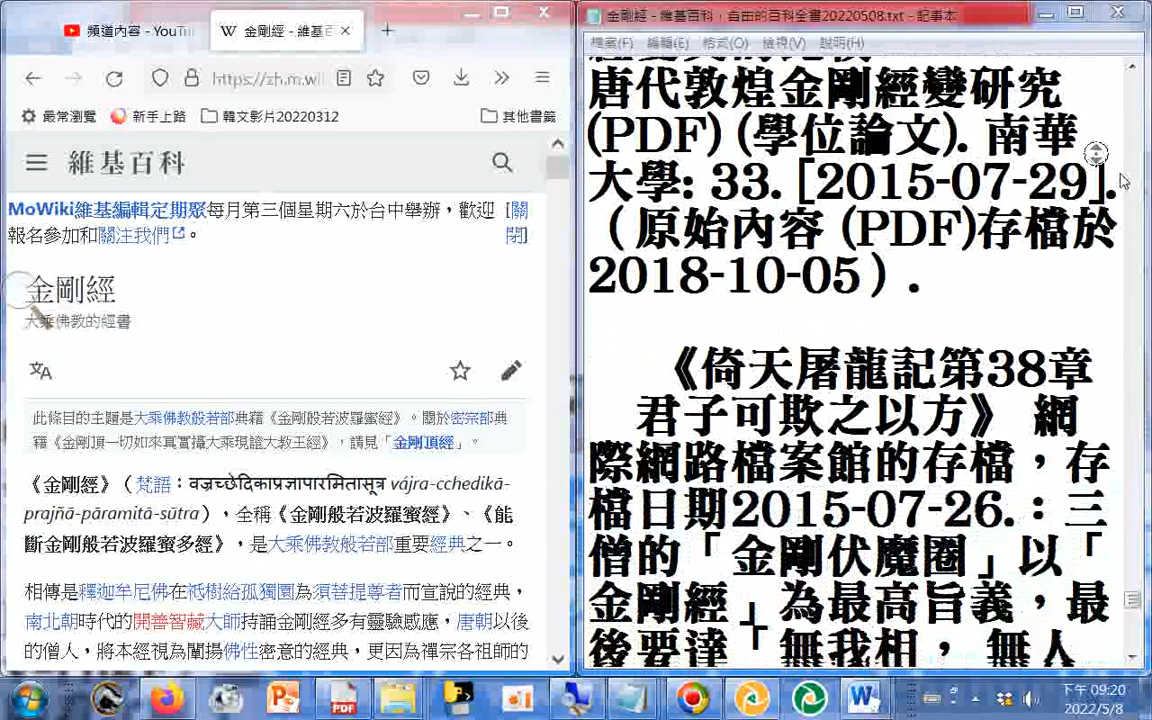 頻道內容 - YouTu
金剛經 - 維基百
https://zh.m.wi
最常瀏覽
新手上路
韓文影片20220312
其他書籤
維基百科
MoWiki維基編輯定期聚每月第三個星期六於台中舉辦，歡迎
報名參加和關注我們。
[關
閉]
金剛經
大乘佛教的經書
此條目的主題是大乘佛教般若部典籍《金剛般若波羅蜜經》。關於密宗部典
籍《金剛頂一切如來真實攝大乘現證大教王經》，請見「金剛頂經」。
《金剛經》（梵語：वज्रच्छेदिकाप्रज्ञापारमितासूत्र vájra-cchedikā-
prajñā-pāramitā-sūtra），全稱《金剛般若波羅蜜經》、《能
斷金剛般若波羅蜜多經》，是大乘佛教般若部重要經典之一。
相傳是釋迦牟尼佛在祇樹給孤獨園為須菩提尊者而宣說的經典，
南北朝時代的開善智藏大師持誦金剛經多有靈驗感應，唐朝以後
的僧人，將本經視為闡揚佛性密意的經典，更因為禪宗各祖師的
金剛經 - 維基百科，自由的百科全書20220508.txt - 記事本
檔案(F) 編輯(E) 格式(O) 檢視(V) 說明(H)
唐代敦煌金剛經變研究
(PDF) (學位論文). 南華
大學: 33. [2015-07-29].
（原始內容 (PDF)存檔於
2018-10-05）.
《倚天屠龍記第38章
君子可欺之以方》 網
際網路檔案館的存檔，存
檔日期2015-07-26.：三
僧的「金剛伏魔圈」以「
金剛經」為最高旨義，最
後要達「無我相， 無人
下午 09:20
2022/5/8